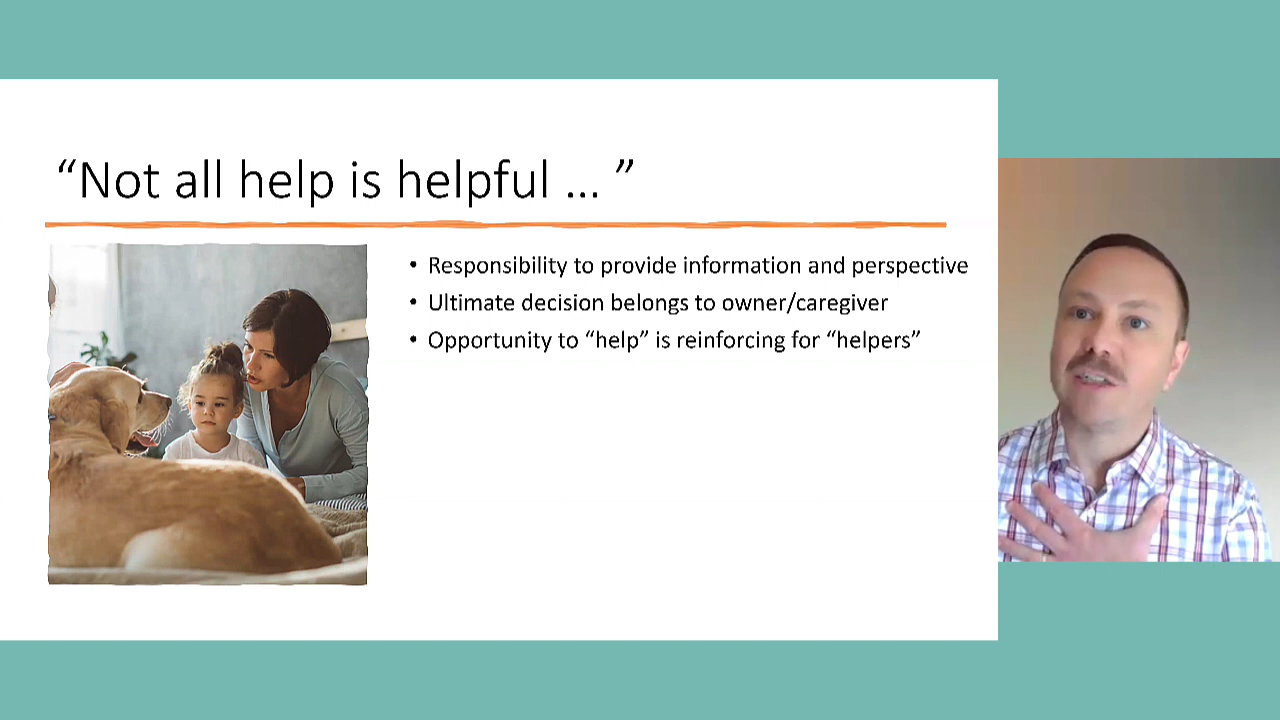 “Not all help is helpful … ”
• Responsibility to provide information and perspective
• Ultimate decision belongs to owner/caregiver
• Opportunity to “help” is reinforcing for “helpers”